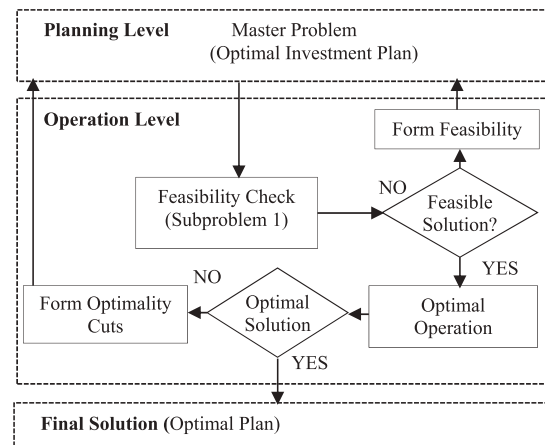 Planning Level
Master Problem
(Optimal Investment Plan)
Operation Level
Form Feasibility
Feasibility Check
(Subproblem 1)
NO
Feasible
Solution?
YES
Optimal
Operation
Optimal
Solution
NO
Form Optimality
Cuts
YES
Final Solution (Optimal Plan)